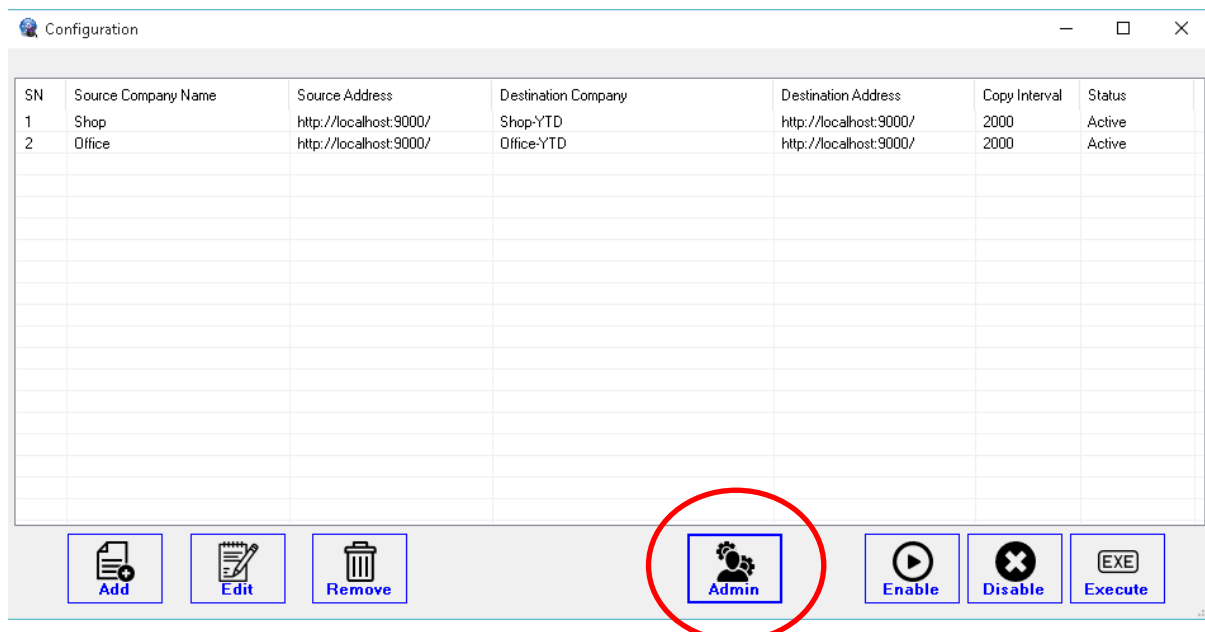 Configuration
SN Source Company Name Source Address Destination Company Destination Address Copy Interval Status
1 Shop http://localhost:9000/ Shop-YTD http://localhost:9000/ 2000 Active
2 Office http://localhost:9000/ Office-YTD http://localhost:9000/ 2000 Active
EXE
Add Edit Remove Admin Enable Disable Execute